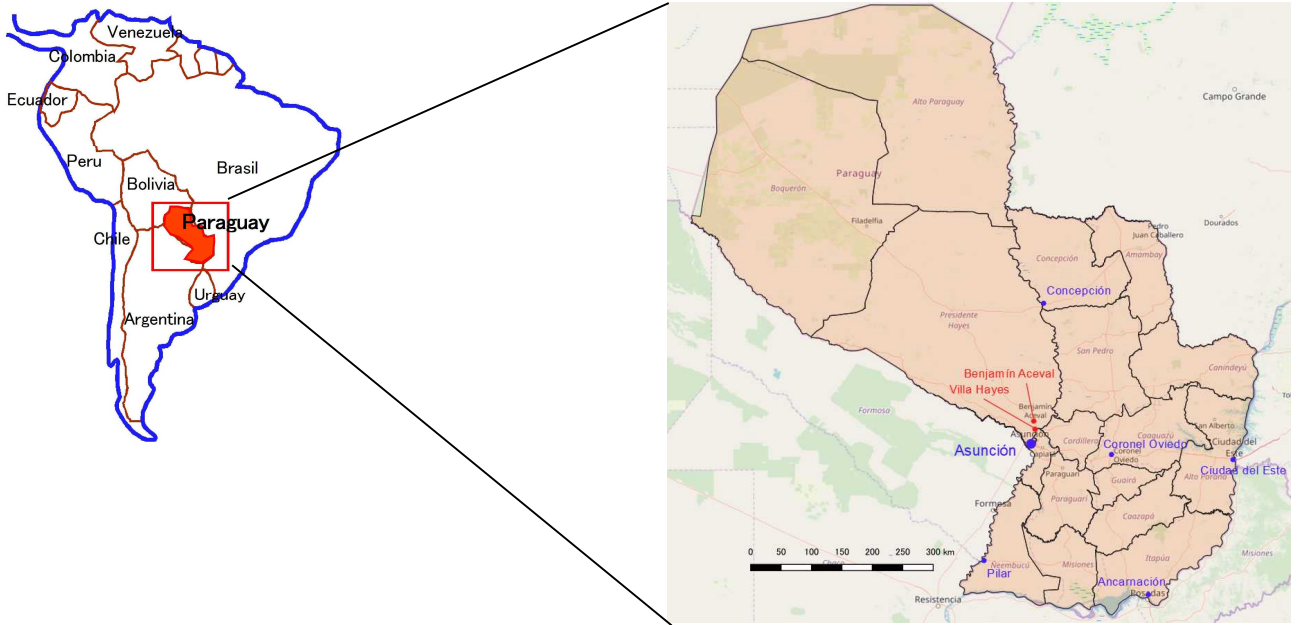 Venezuela
Colombia
Ecuador
Peru
Brasil
Bolivia
Paraguay
Chile
Urguay
Argentina
Alto Paraguay
Campo Grande
Paraguay
Boquerón
Filadelfia
Dourados
Pedro
Juan Caballero
Concepción
Amambay
Concepción
Presidente
Hayes
San Pedro
Canindeyú
Benjamín Aceval
Villa Hayes
Formosa
Benjamín
Aceval
San Alberto
Asunción
Asunción
Cordillera
Caaguazú
Coronel Oviedo
Coronel
Oviedo
Ciudad del
Este
Ciudad del Este
Capiatá
Paraguarí
Guairá
Alto Paraná
Paraguarí
Formosa
Caazapá
0 50 100 150 200 250 300 km
Chaco
Itapúa
Misiones
Ñeembucú
Misiones
Pilar
Ancarnación
Posadas
Resistencia